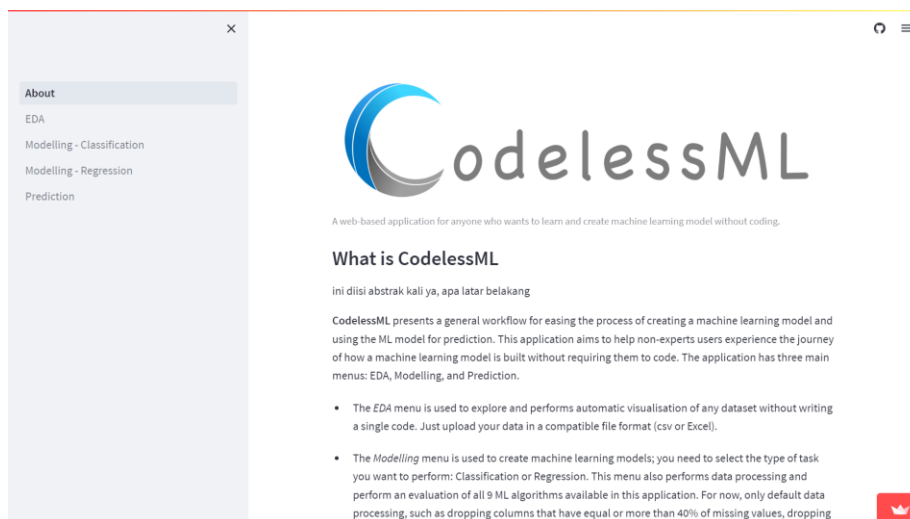 About
EDA
Modelling - Classification
Modelling - Regression
Prediction
CodelessML
A web-based application for anyone who wants to learn and create machine learning model without coding.
What is CodelessML
ini diisi abstrak kali ya, apa latar belakang
CodelessML presents a general workflow for easing the process of creating a machine learning model and
using the ML model for prediction. This application aims to help non-experts users experience the journey
of how a machine learning model is built without requiring them to code. The application has three main
menus: EDA, Modelling, and Prediction.
• The EDA menu is used to explore and performs automatic visualisation of any dataset without writing
a single code. Just upload your data in a compatible file format (csv or Excel).
• The Modelling menu is used to create machine learning models; you need to select the type of task
you want to perform: Classification or Regression. This menu also performs data processing and
perform an evaluation of all 9 ML algorithms available in this application. For now, only default data
processing, such as dropping columns that have equal or more than 40% of missing values, dropping